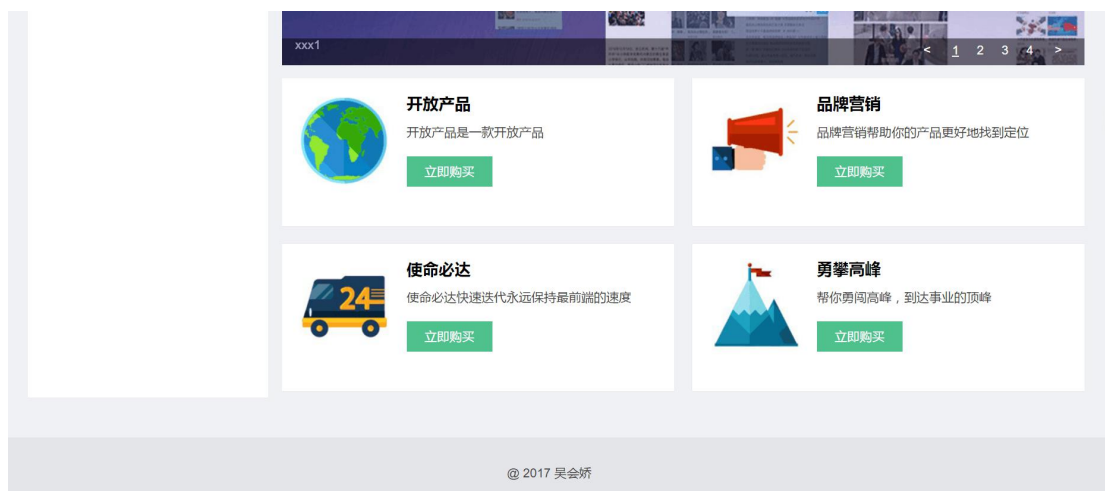 xxx1
< 1 2 3 4 >
开放产品
开放产品是一款开放产品
立即购买
品牌营销
品牌营销帮助你的产品更好地找到定位
立即购买
24
使命必达
使命必达快速迭代永远保持最前端的速度
立即购买
勇攀高峰
帮你勇闯高峰，到达事业的顶峰
立即购买
@ 2017 吴会娇